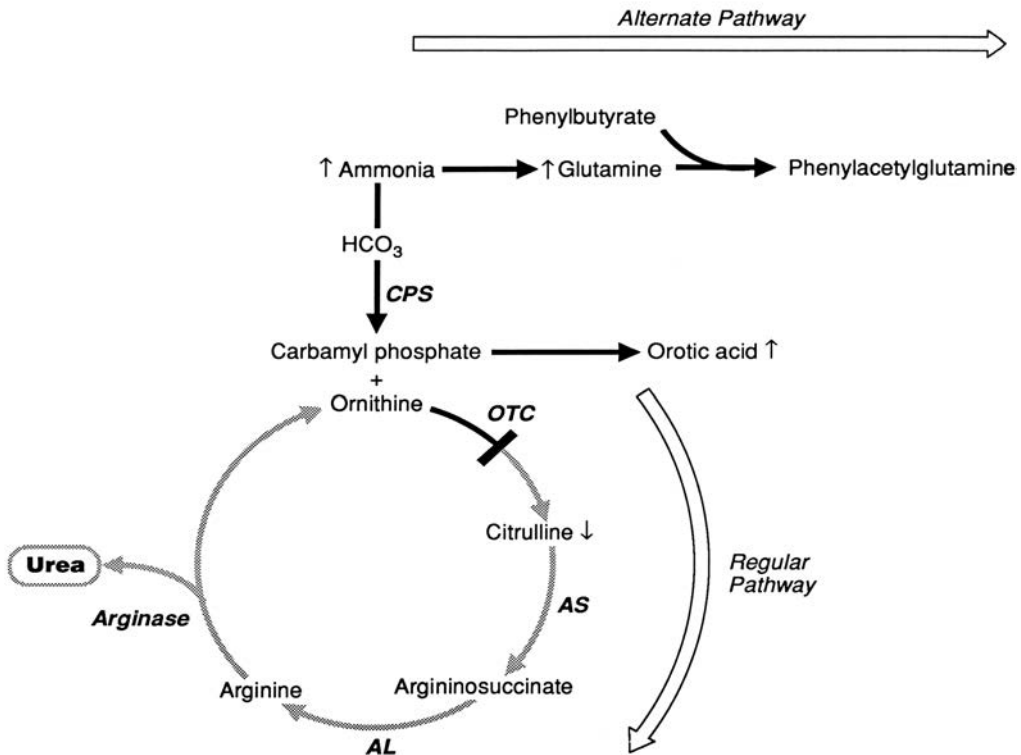 Alternate Pathway
Phenylbutyrate
↑ Ammonia
↑ Glutamine
Phenylacetylglutamine
HCO₃
CPS
Carbamyl phosphate
Orotic acid ↑
+
Ornithine
OTC
Citrulline ↓
Urea
Regular
Pathway
AS
Arginase
Arginine
Argininosuccinate
AL